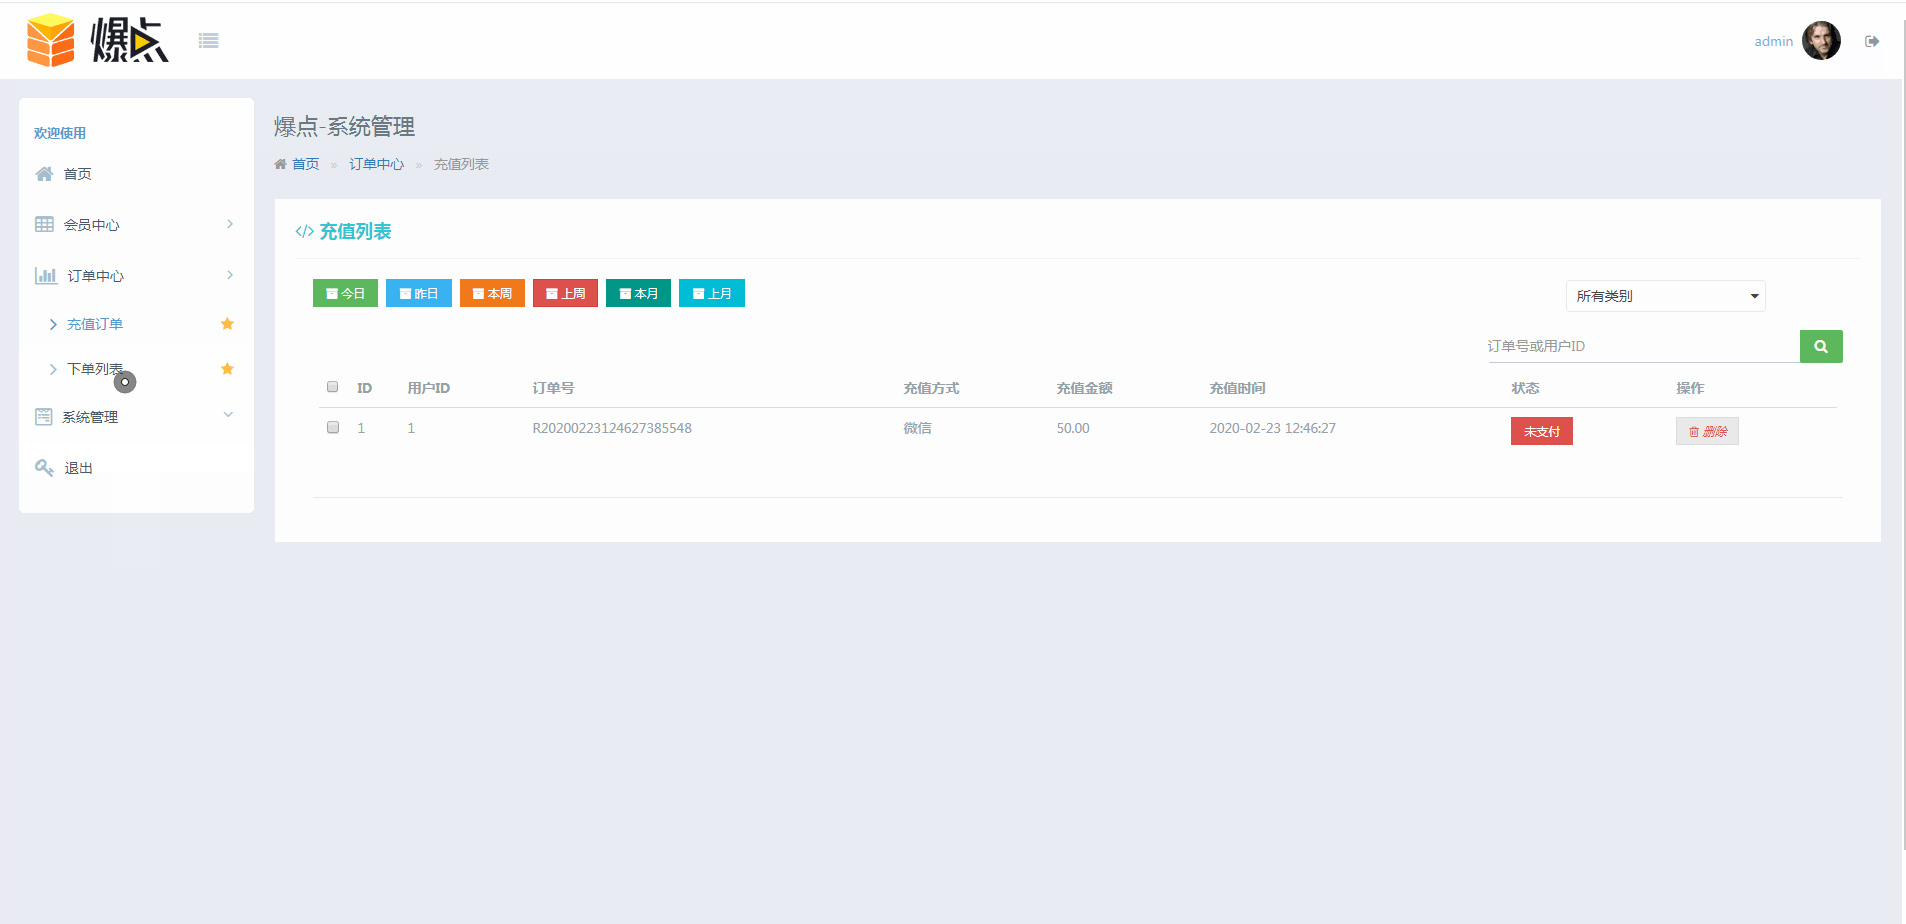 爆点
admin
欢迎使用
首页
会员中心
订单中心
充值订单
下单列表
系统管理
退出
爆点-系统管理
首页 » 订单中心 » 充值列表
</> 充值列表
今日 昨日 本周 上周 本月 上月
所有类别
订单号或用户ID
ID 用户ID 订单号 充值方式 充值金额 充值时间 状态 操作
1 1 R20200223124627385548 微信 50.00 2020-02-23 12:46:27 未支付 删除